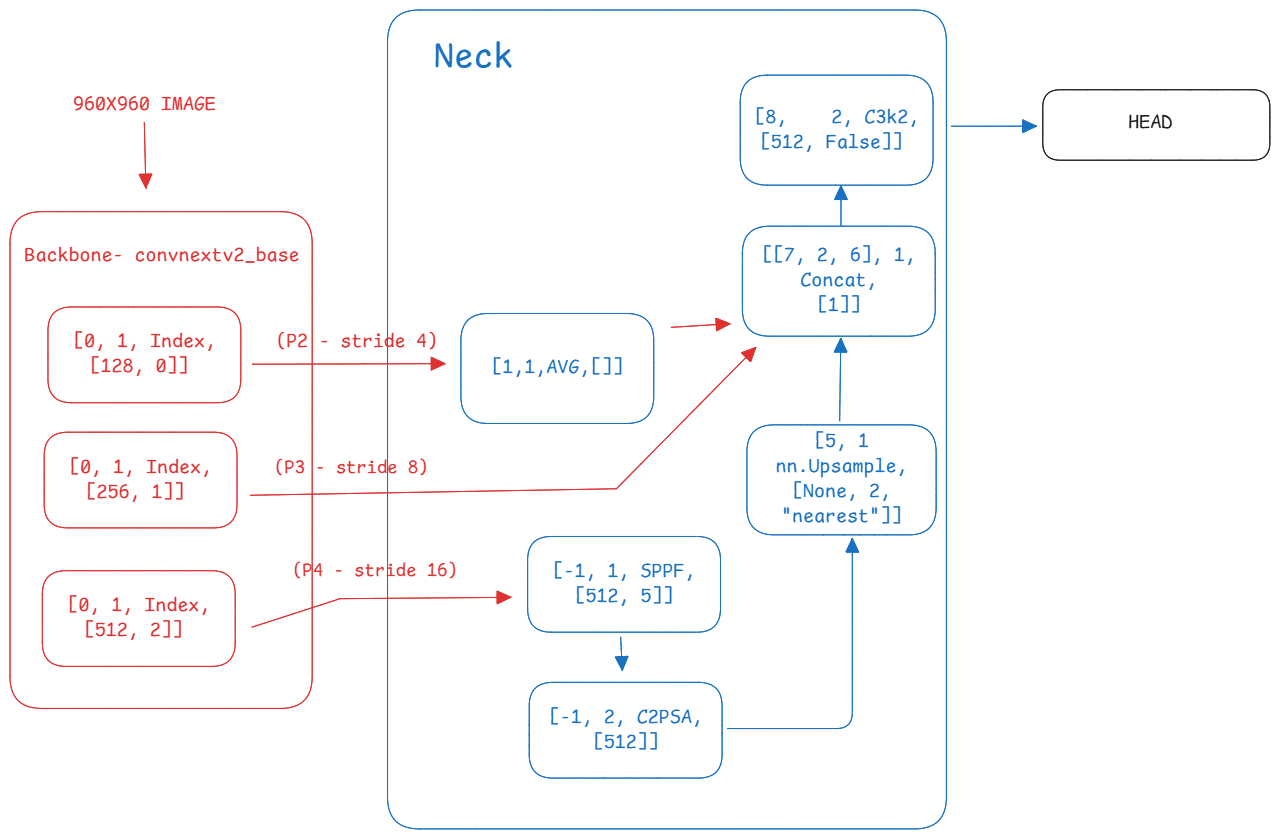 Neck
960X960 IMAGE
Backbone- convnextv2_base
[0, 1, Index,
[128, 0]]
(P2 - stride 4)
[0, 1, Index,
[256, 1]]
(P3 - stride 8)
[0, 1, Index,
[512, 2]]
(P4 - stride 16)
[1,1,AVG,[]]
[-1, 1, SPPF,
[512, 5]]
[-1, 2, C2PSA,
[512]]
[5, 1
nn.Upsample,
[None, 2,
"nearest"]]
[[7, 2, 6], 1,
Concat,
[1]]
[8,    2, C3k2,
[512, False]]
HEAD